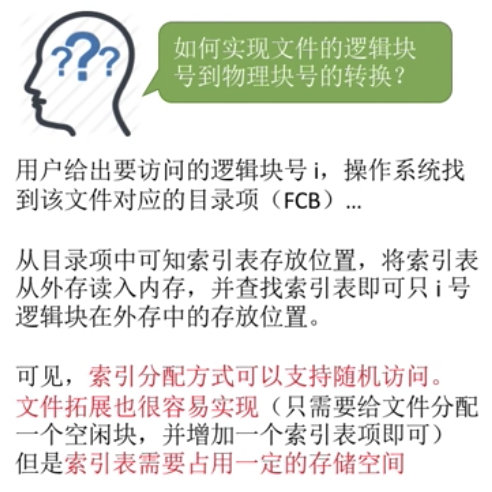 ???
如何实现文件的逻辑块
号到物理块号的转换？
用户给出要访问的逻辑块号 i，操作系统找
到该文件对应的目录项（FCB）...
从目录项中可知索引表存放位置，将索引表
从外存读入内存，并查找索引表即可只 i 号
逻辑块在外存中的存放位置。
可见，索引分配方式可以支持随机访问。
文件拓展也很容易实现（只需要给文件分配
一个空闲块，并增加一个索引表项即可）
但是索引表需要占用一定的存储空间